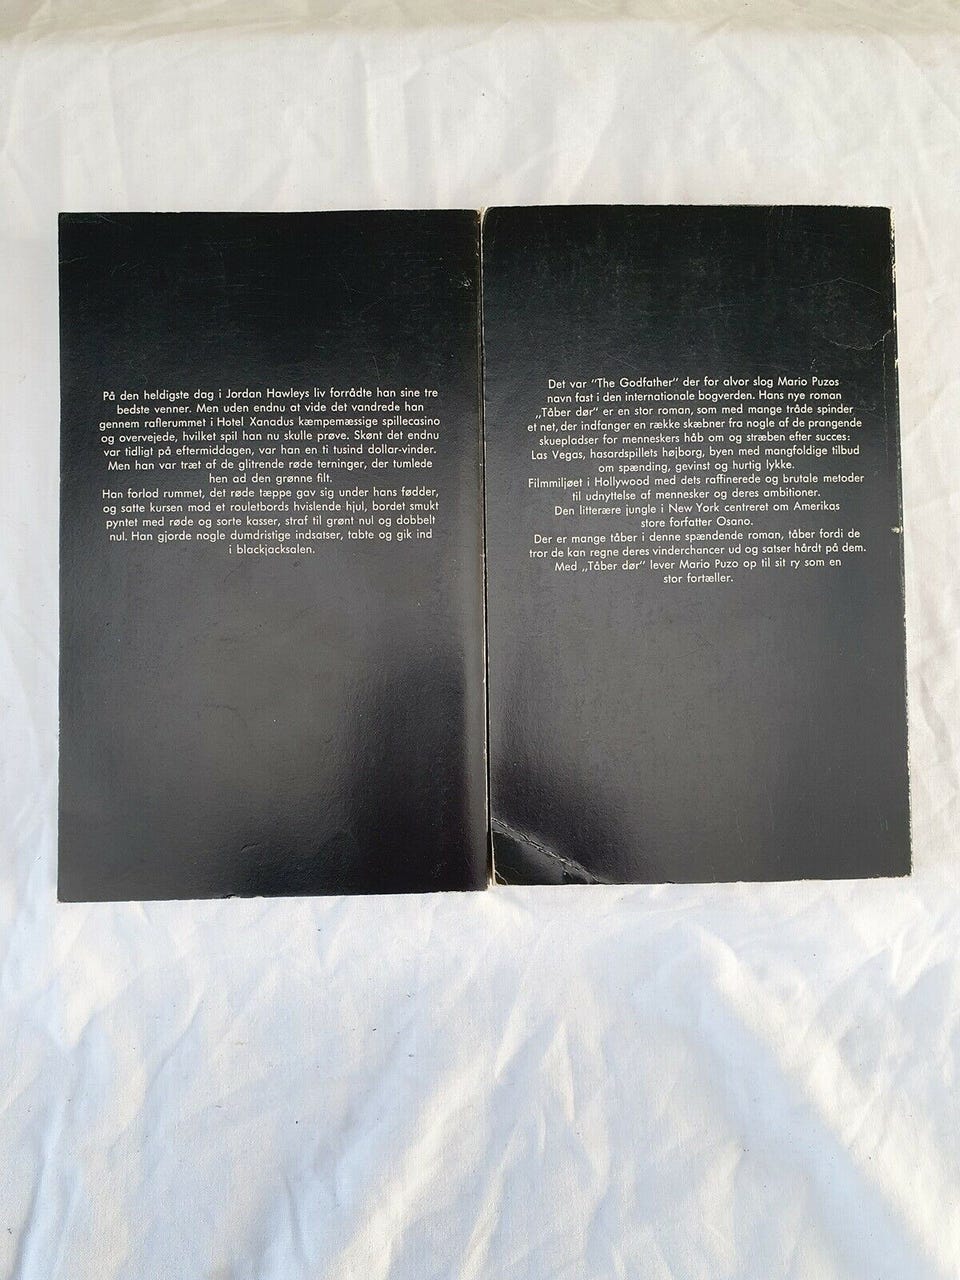 På den heldigste dag i Jordan Hawleys liv forrådte han sine tre
bedste venner. Men uden endnu at vide det vandrede han
gennem raflerummet i Hotel Xanadus kæmpemæssige spillecasino
og overvejede, hvilket spil han nu skulle prøve. Skønt det endnu
var tidligt på eftermiddagen, var han en ti tusind dollar-vinder.
Men han var træt af de glitrende røde terninger, der tumlede
hen ad den grønne filt.
Han forlod rummet, det røde tæppe gav sig under hans fødder,
og satte kursen mod et rouletbords hvislende hjul, bordet smukt
pyntet med røde og sorte kasser, straf til grønt nul og dobbelt
nul. Han gjorde nogle dumdristige indsatser, tabte og gik ind
i blackjacksalen.
Det var "The Godfather" der for alvor slog Mario Puzos
navn fast i den internationale bogverden. Hans nye roman
„Tåber dør" er en stor roman, som med mange tråde spinder
et net, der indfanger en række skæbner fra nogle af de prangende
skuepladser for menneskers håb om og stræben efter succes:
Las Vegas, hasardspillets højborg, byen med mangfoldige tilbud
om spænding, gevinst og hurtig lykke.
Filmmiljøet i Hollywood med dets raffinerede og brutale metoder
til udnyttelse af mennesker og deres ambitioner.
Den litterære jungle i New York centreret om Amerikas
store forfatter Osano.
Der er mange tåber i denne spændende roman, tåber fordi de
tror de kan regne deres vinderchancer ud og satser hårdt på dem.
Med „Tåber dør" lever Mario Puzo op til sit ry som en
stor fortæller.